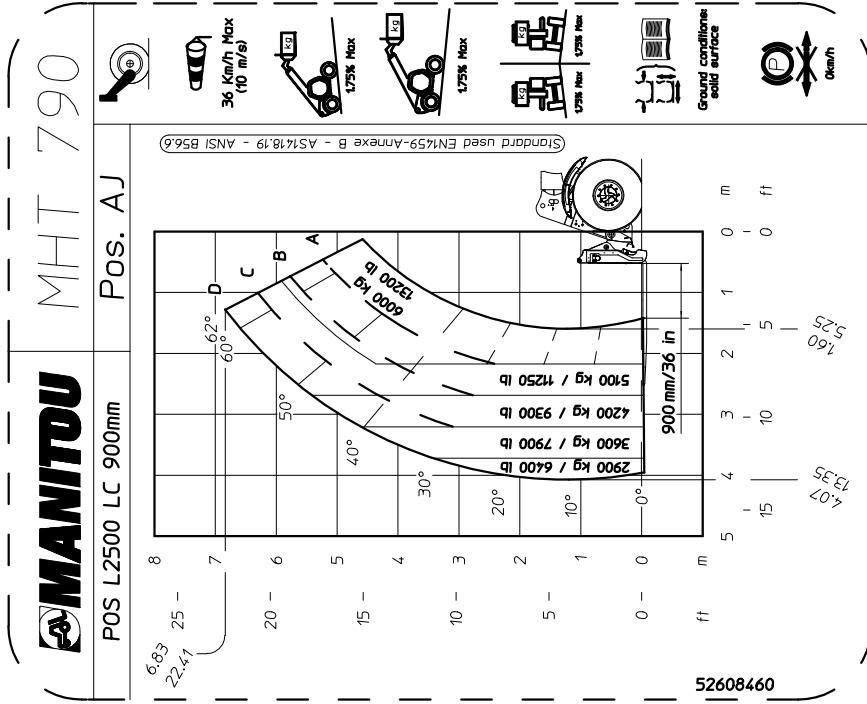 MANITOU
MHT 790
POS L2500 LC 900mm
Pos. AJ
36 Km/h Max
(10 m/s)
1,75% Max
1,75% Max
1,75% Max
1,75% Max
Ground conditions:
solid surface
P
0km/h
kg
kg
kg
kg
Standard used EN1459-Annexe B - AS1418.19 - ANSI B56.6
A
B
C
D
62°
60°
50°
40°
30°
20°
10°
0°
6000 kg
13200 lb
5100 kg / 11250 lb
4200 kg / 9300 lb
3600 kg / 7900 lb
2900 kg / 6400 lb
900 mm/36 in
8
7
6
5
4
3
2
1
0
m
25
20
15
10
5
0
ft
6.83
22.41
m
0
1
2
3
4
5
ft
0
5
10
15
1.60
5.25
4.07
13.35
52608460